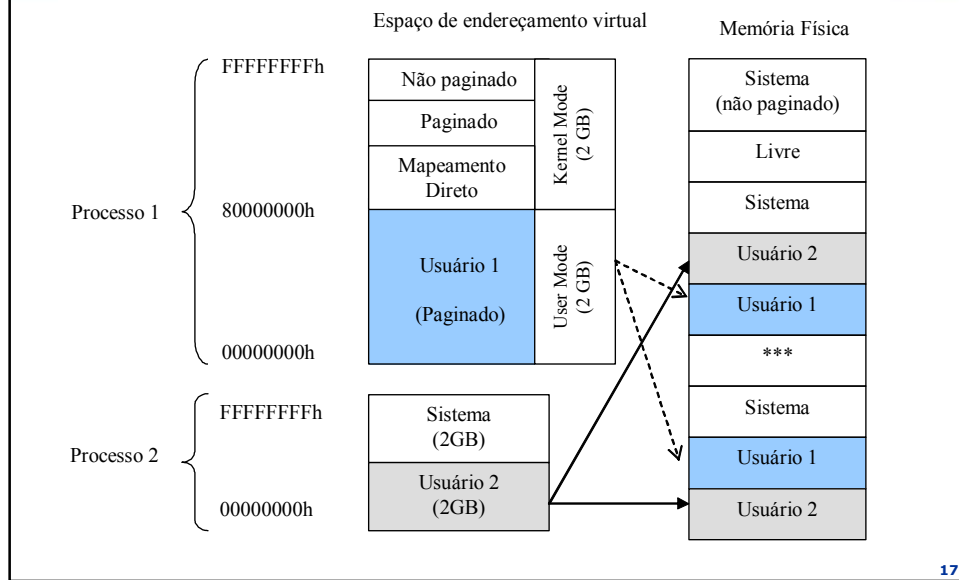 Espaço de endereçamento virtual
Memória Física
Processo 1
FFFFFFFFh
80000000h
00000000h
Não paginado
Paginado
Mapeamento
Direto
Kernel Mode
(2 GB)
Usuário 1
(Paginado)
User Mode
(2 GB)
Processo 2
FFFFFFFFh
00000000h
Sistema
(2GB)
Usuário 2
(2GB)
Sistema
(não paginado)
Livre
Sistema
Usuário 2
Usuário 1
***
Sistema
Usuário 1
Usuário 2
17